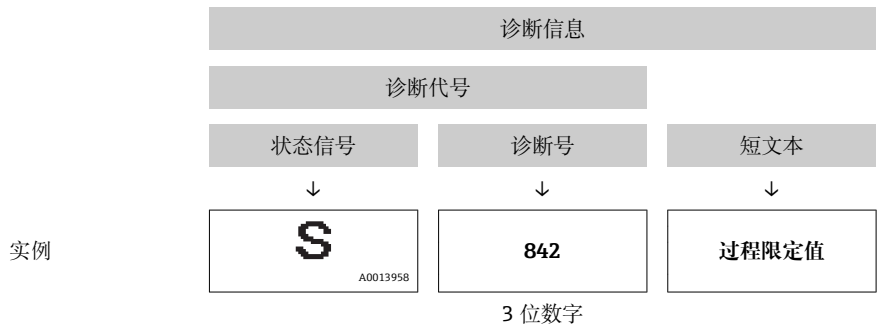 诊断信息
诊断代号
状态信号 诊断号 短文本
↓ ↓ ↓
实例 S 842 过程限定值
A0013958
3 位数字